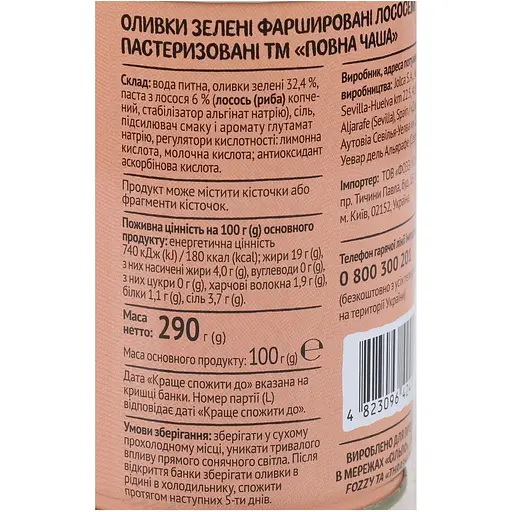 ОЛИВКИ ЗЕЛЕНІ ФАРШИРОВАНІ ЛОСОСЕМ
ПАСТЕРИЗОВАНІ ТМ «ПОВНА ЧАША»
Склад: вода питна, оливки зелені 32,4 %,
паста з лосося 6 % (лосось (риба) копче-
ний, стабілізатор альгінат натрію), сіль,
підсилювач смаку і аромату глутамат
натрію, регулятори кислотності: лимонна
кислота, молочна кислота; антиоксидант
аскорбінова кислота.
Продукт може містити кісточки або
фрагменти кісточок.
Поживна цінність на 100 г (g) основного
продукту: енергетична цінність
740 кДж (kJ) / 180 ккал (kcal); жири 19 г (g),
з них насичені жири 4,0 г (g), вуглеводи 0 г (g),
з них цукри 0 г (g), харчові волокна 1,9 г (g),
білки 1,1 г (g), сіль 3,7 г (g).
Маса
нетто: 290 г (g)
Маса основного продукту: 100 г (g) ℮
Дата «Краще спожити до» вказана на
кришці банки. Номер партії (L)
відповідає даті «Краще спожити до».
Умови зберігання: зберігати у сухому
прохолодному місці, уникати тривалого
впливу прямого сонячного світла. Після
відкриття банки зберігати оливки в
рідині в холодильнику, спожити
протягом наступних 5-ти днів.
Виробник, адреса
виробництва: Jolca S.A.
Sevilla-Huelva km
Aljarafe (Sevilla), Spain
Аутовіа Севілья-Уельва
Уевар дель Альярафе
Імпортер: ТОВ
пр. Тичини Павла, буд.
м. Київ, 02152, Україна
Телефон гарячої лінії
0 800 300 201
(безкоштовно з усіх
на території України)
4 823096
ВИРОБЛЕНО ДЛЯ
В МЕРЕЖАХ
FOZZY ТА